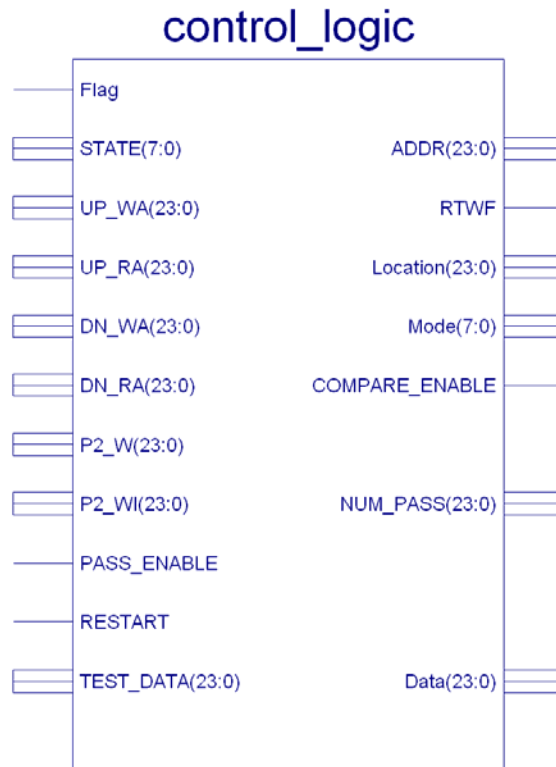 control_logic
Flag
STATE(7:0) ADDR(23:0)
UP_WA(23:0) RTWF
UP_RA(23:0) Location(23:0)
DN_WA(23:0) Mode(7:0)
DN_RA(23:0) COMPARE_ENABLE
P2_W(23:0)
P2_WI(23:0) NUM_PASS(23:0)
PASS_ENABLE
RESTART
TEST_DATA(23:0) Data(23:0)